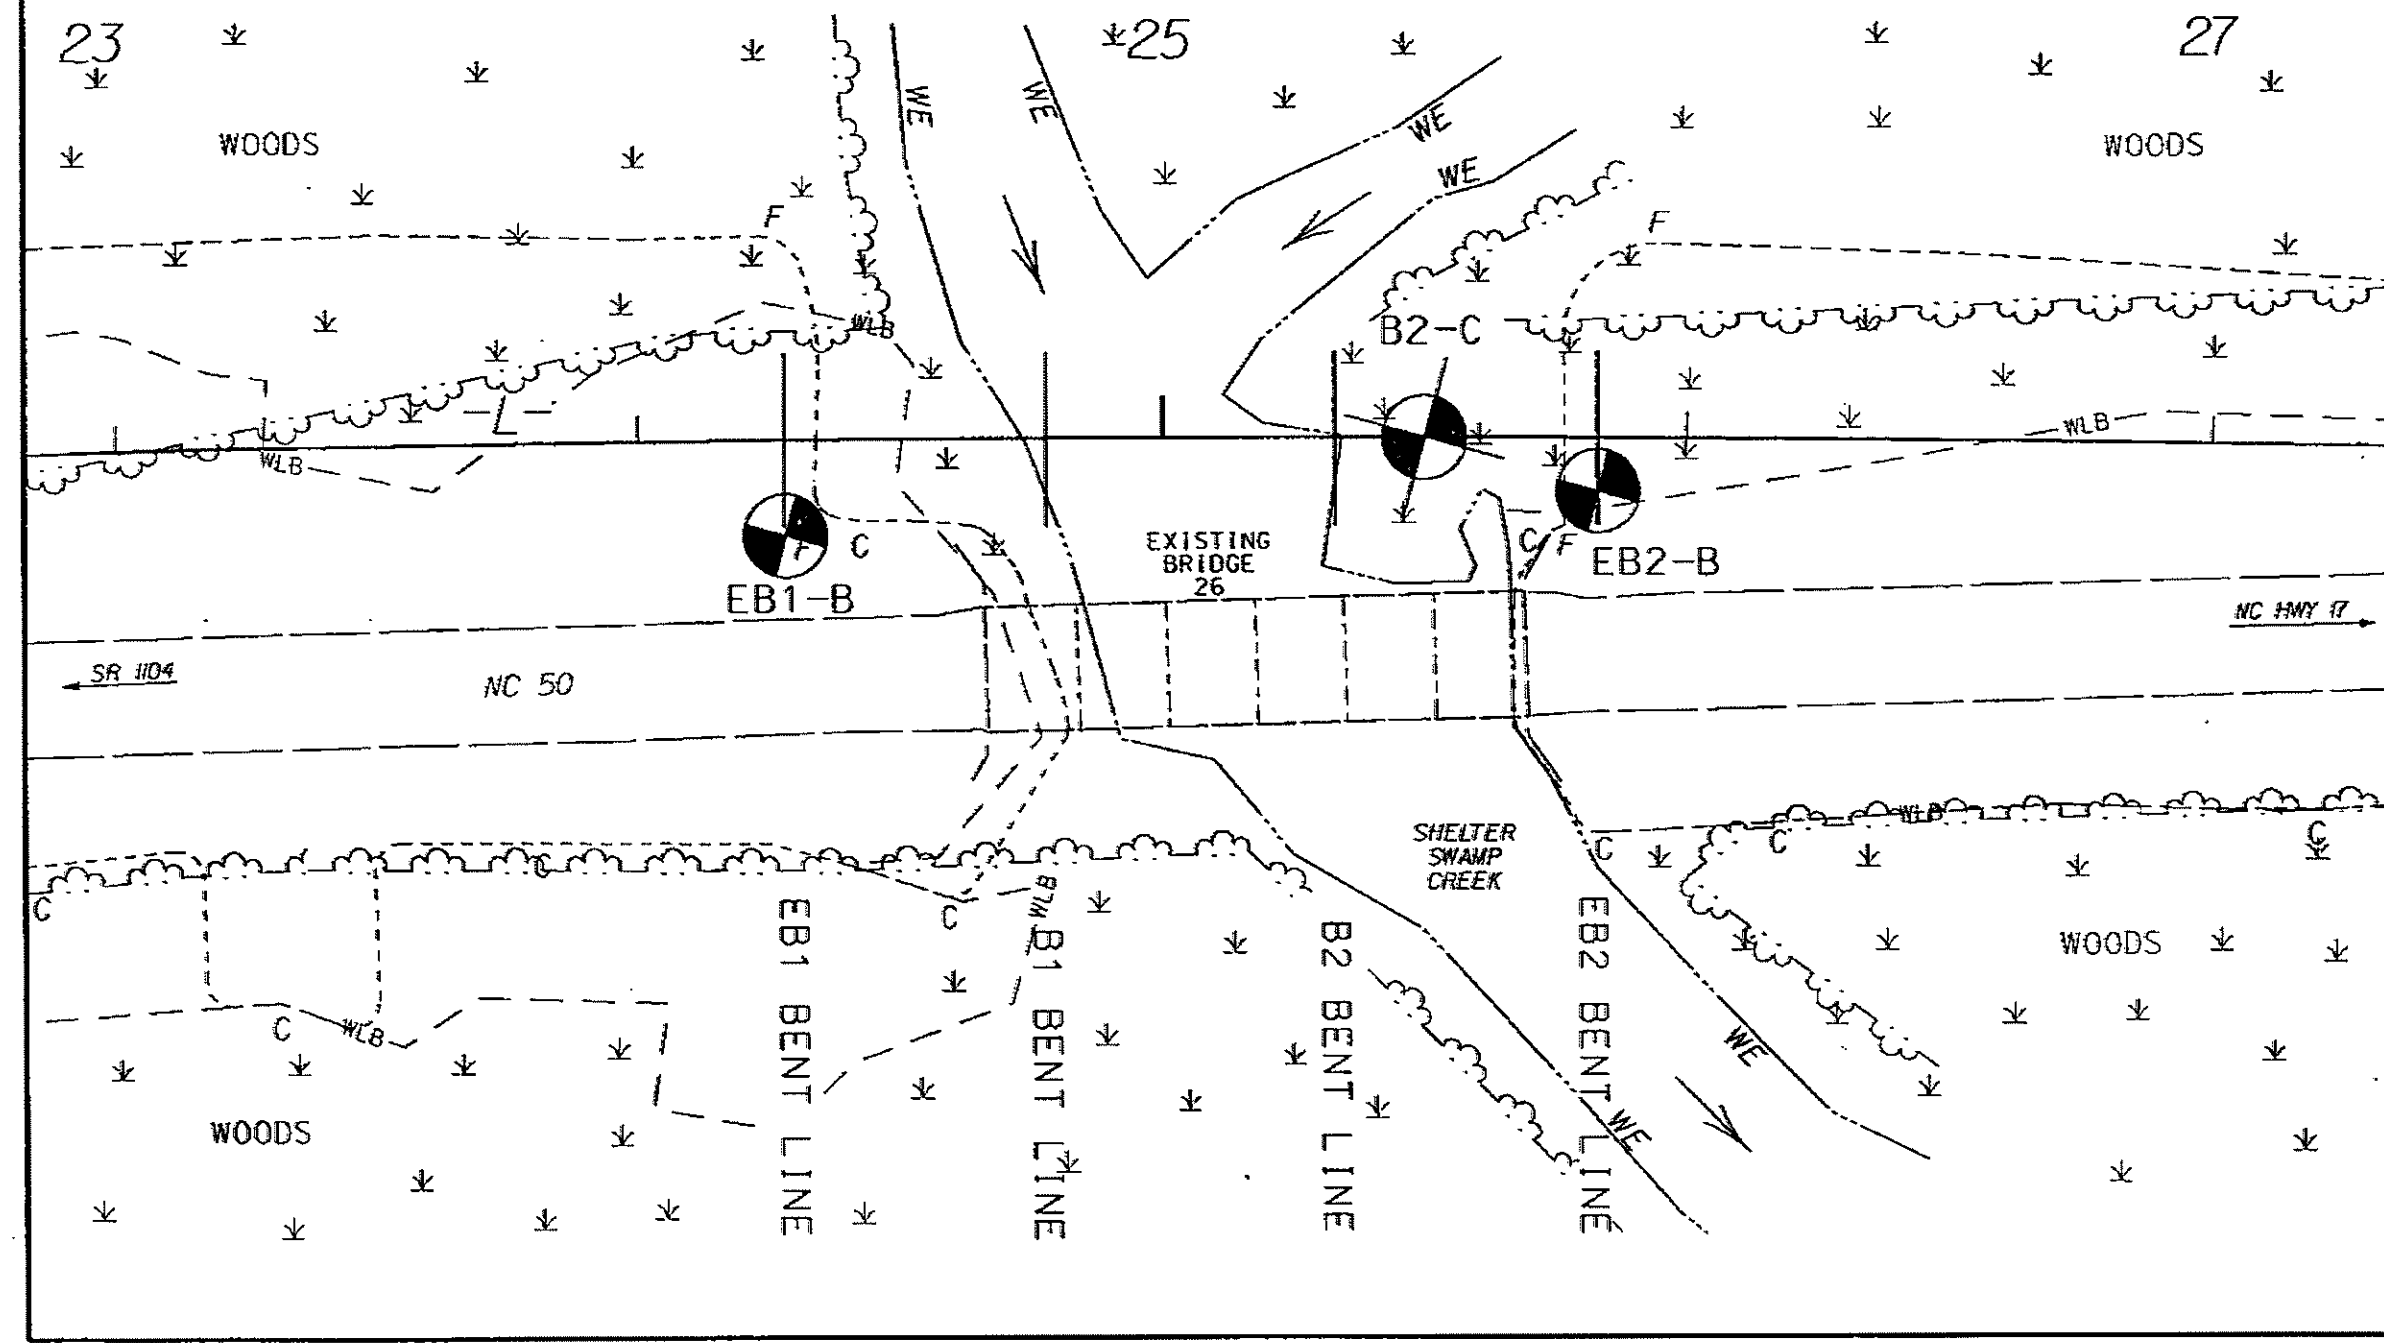 23
25
27
WOODS
WOODS
WE
WE
WE
WE
F
F
WLB
B2-C
L
WLB
WLB
EXISTING
BRIDGE
26
F
C
EB1-B
C
F
EB2-B
NC HWY 17
SR 1104
NC 50
SHELTER
SWAMP
CREEK
WLB
C
C
C
C
C
C
WLB
EB1 BENT LINE
B1 BENT LINE
B2 BENT LINE
EB2 BENT LINE
WOODS
C
WLB
WE
WE
WOODS